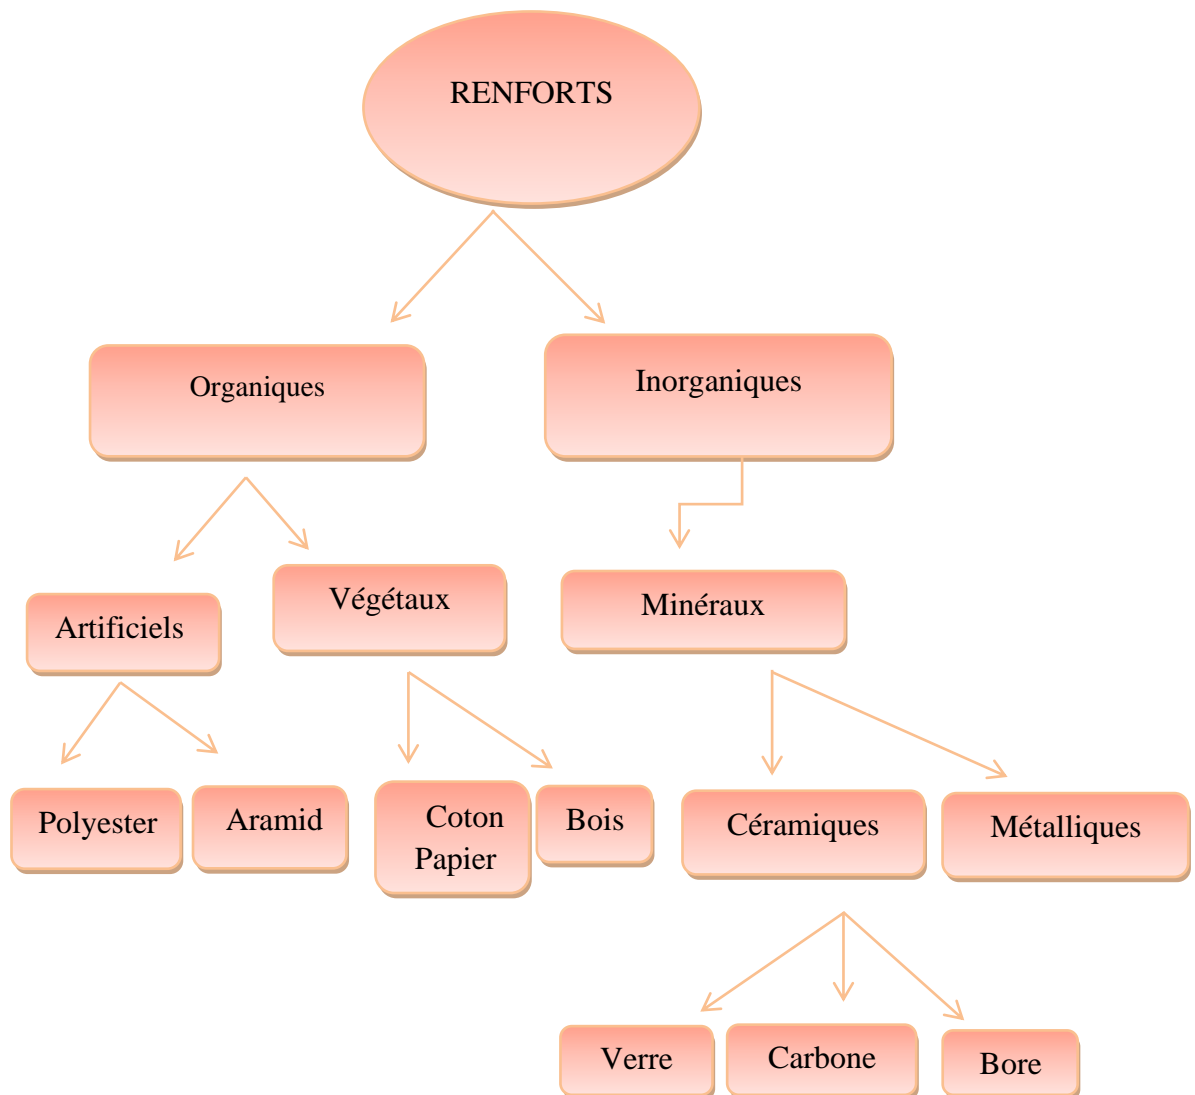 RENFORTS
Organiques
Inorganiques
Artificiels
Végétaux
Minéraux
Polyester
Aramid
Coton
Papier
Bois
Céramiques
Métalliques
Verre
Carbone
Bore